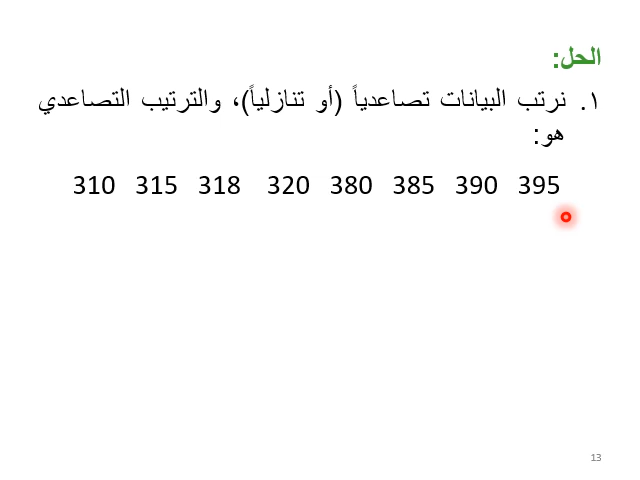 الحل:
١. نرتب البيانات تصاعدياً (أو تنازلياً)، والترتيب التصاعدي
هو:
310 315 318 320 380 385 390 395
13